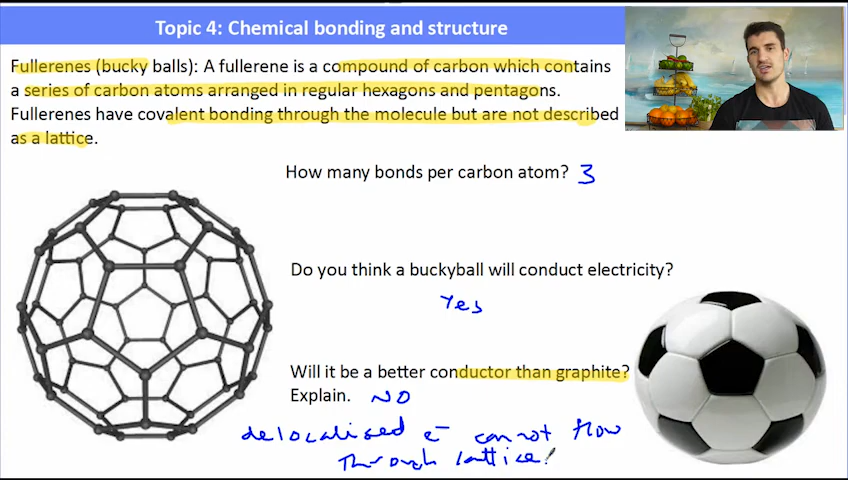 Topic 4: Chemical bonding and structure
Fullerenes (bucky balls): A fullerene is a compound of carbon which contains
a series of carbon atoms arranged in regular hexagons and pentagons.
Fullerenes have covalent bonding through the molecule but are not described
as a lattice.
How many bonds per carbon atom? 3
Do you think a buckyball will conduct electricity?
Yes
Will it be a better conductor than graphite?
Explain. NO
delocalised e- cannot flow
through lattice.